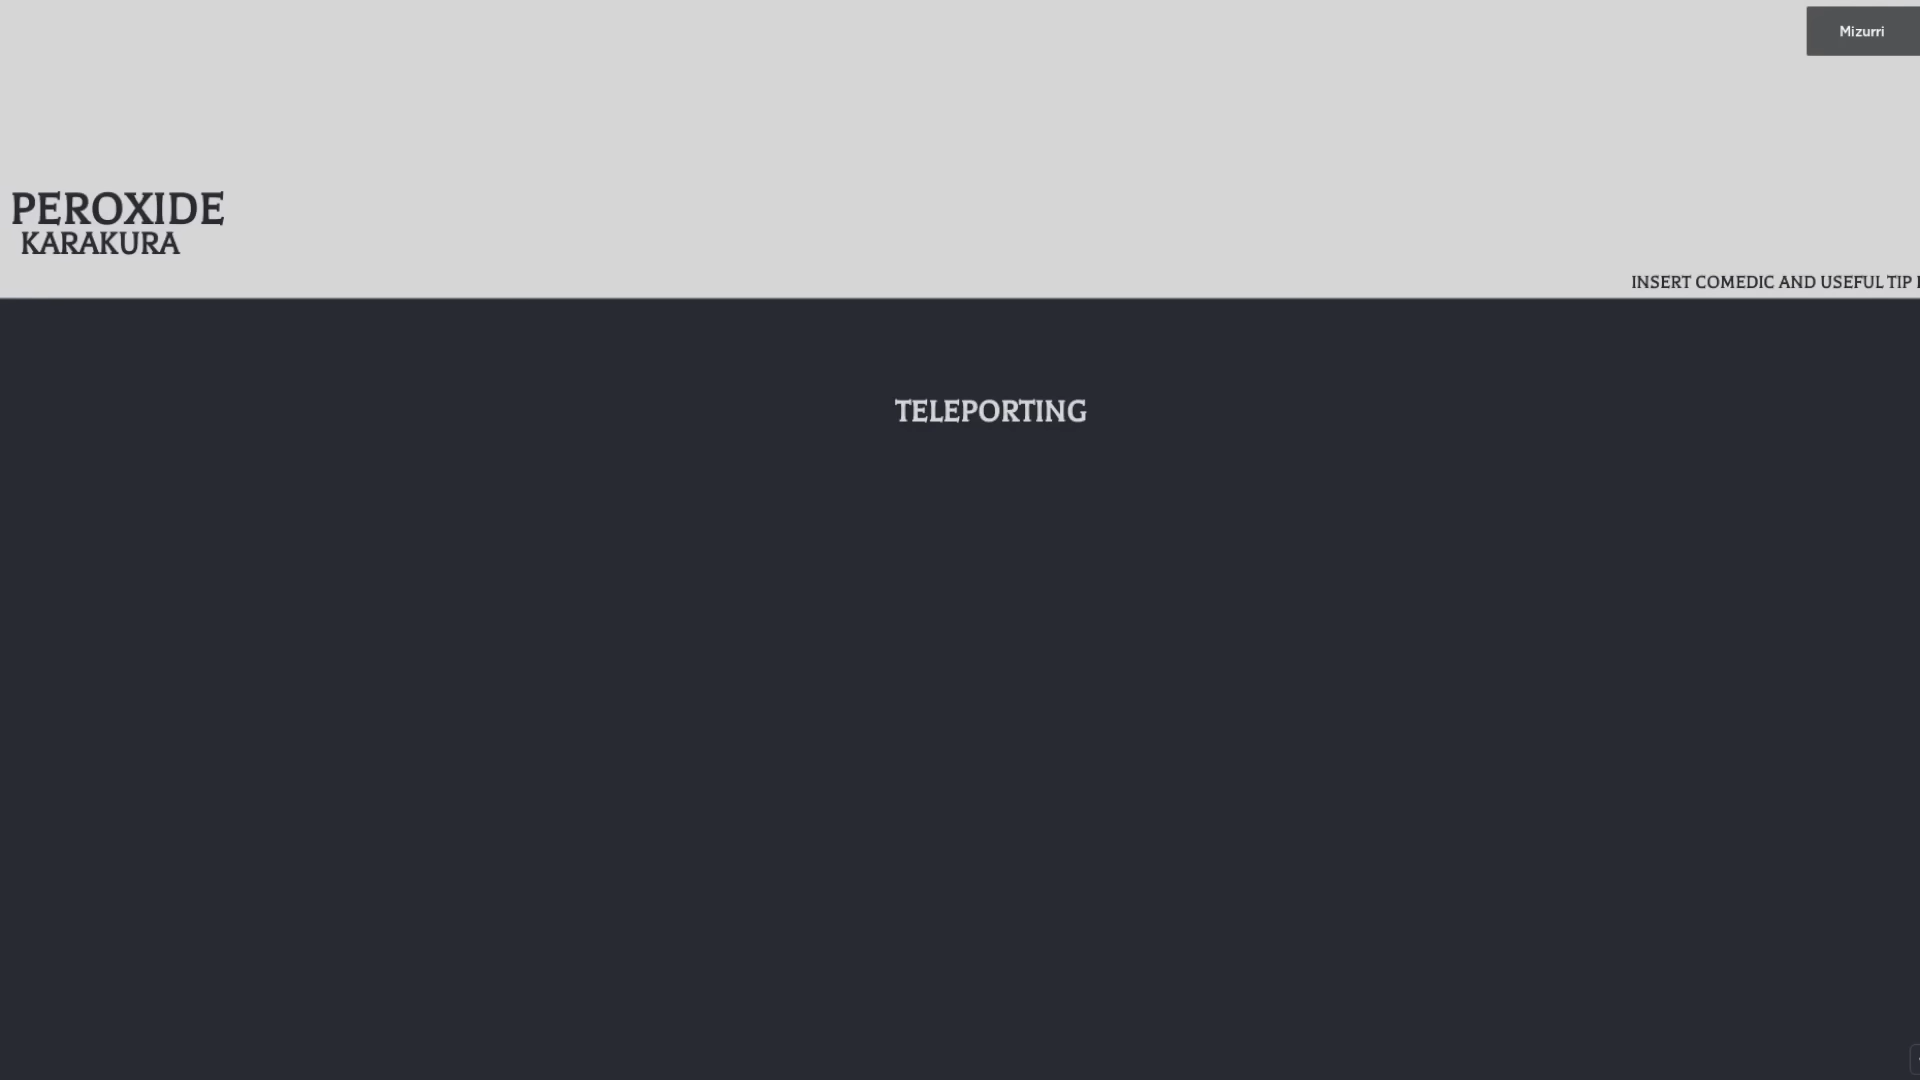 Mizurri
PEROXIDE
KARAKURA
INSERT COMEDIC AND USEFUL TIP
TELEPORTING